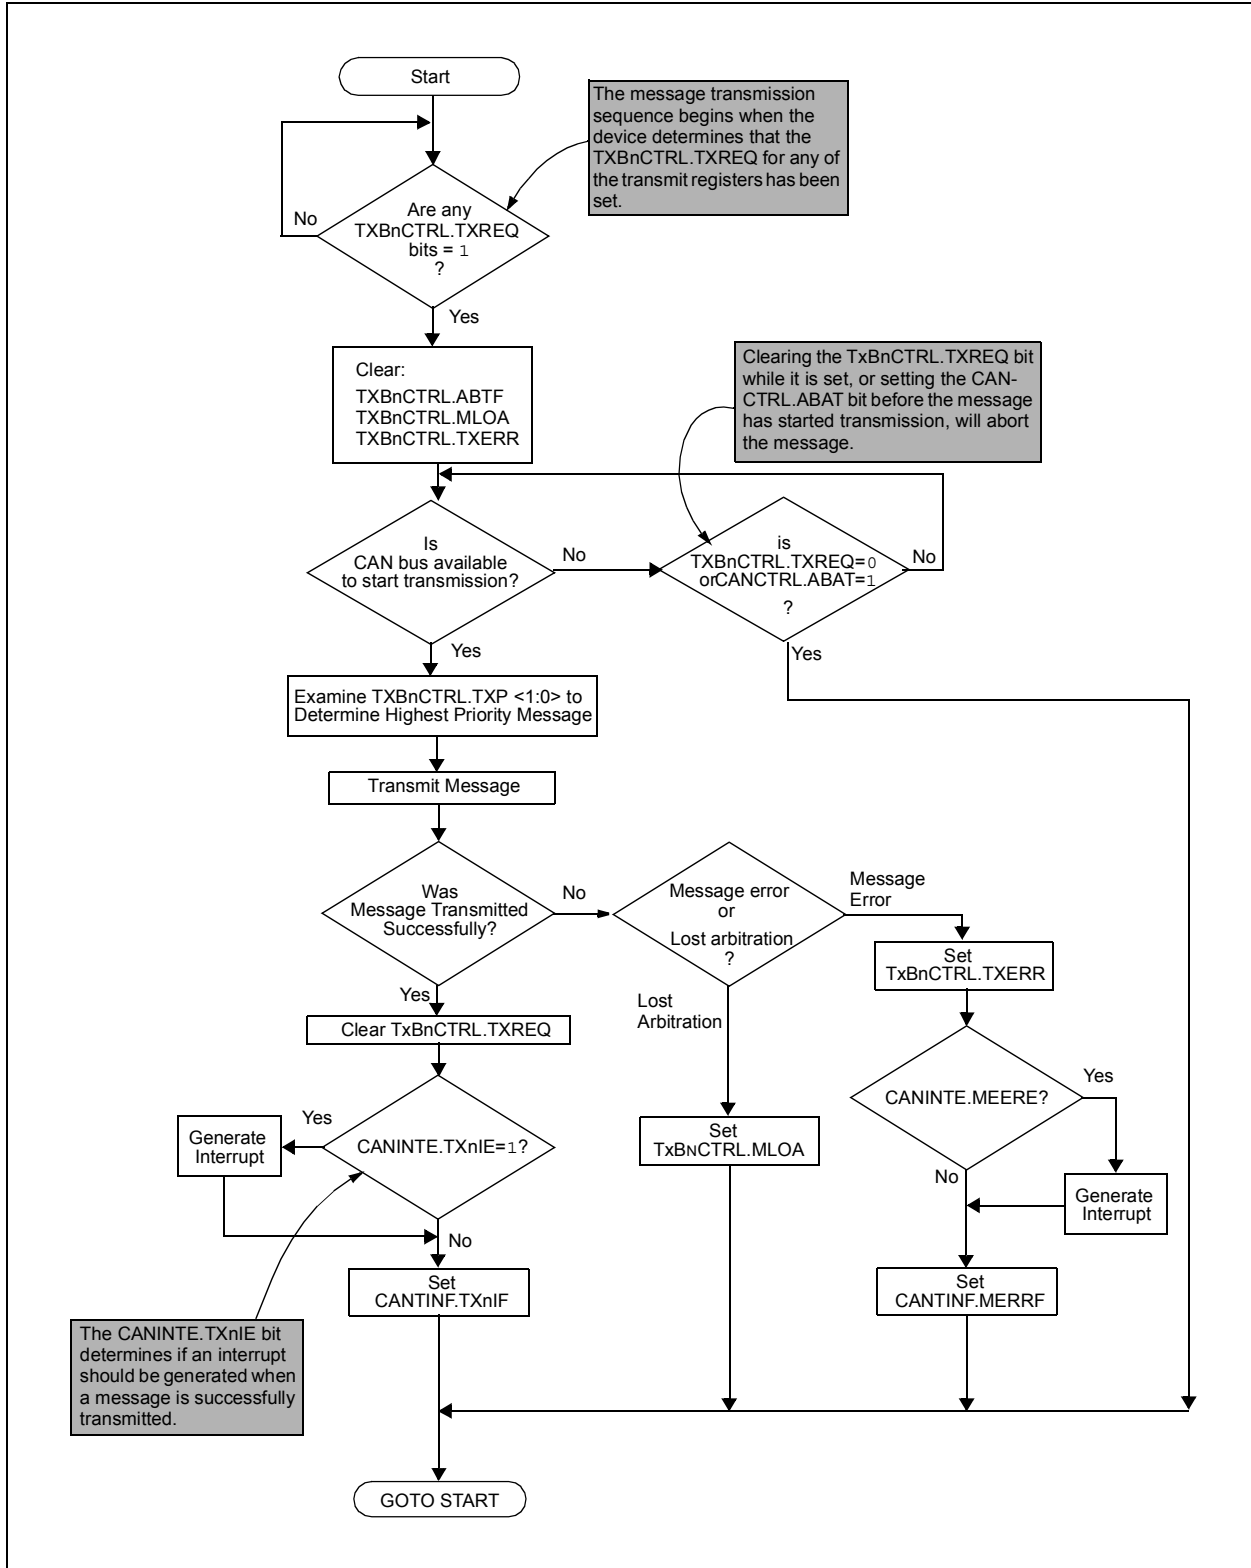 Start
The message transmission
sequence begins when the
device determines that the
TXBnCTRL.TXREQ for any of
the transmit registers has been
set.
Are any
TXBnCTRL.TXREQ
bits = 1
?
No
Yes
Clear:
TXBnCTRL.ABTF
TXBnCTRL.MLOA
TXBnCTRL.TXERR
Clearing the TxBnCTRL.TXREQ bit
while it is set, or setting the CAN-
CTRL.ABAT bit before the message
has started transmission, will abort
the message.
Is
CAN bus available
to start transmission?
No
is
TXBnCTRL.TXREQ=0
orCANCTRL.ABAT=1
?
No
Yes
Yes
Examine TXBnCTRL.TXP <1:0> to
Determine Highest Priority Message
Transmit Message
Was
Message Transmitted
Successfully?
No
Message error
or
Lost arbitration
?
Message
Error
Set
TxBnCTRL.TXERR
Yes
Lost
Arbitration
Clear TxBnCTRL.TXREQ
CANINTE.MEERE?
Yes
Yes
Generate
Interrupt
CANINTE.TXnIE=1?
Set
TxBNCTRL.MLOA
No
Generate
Interrupt
No
Set
CANTINF.TXnIF
Set
CANTINF.MERRF
The CANINTE.TXnIE bit
determines if an interrupt
should be generated when
a message is successfully
transmitted.
GOTO START